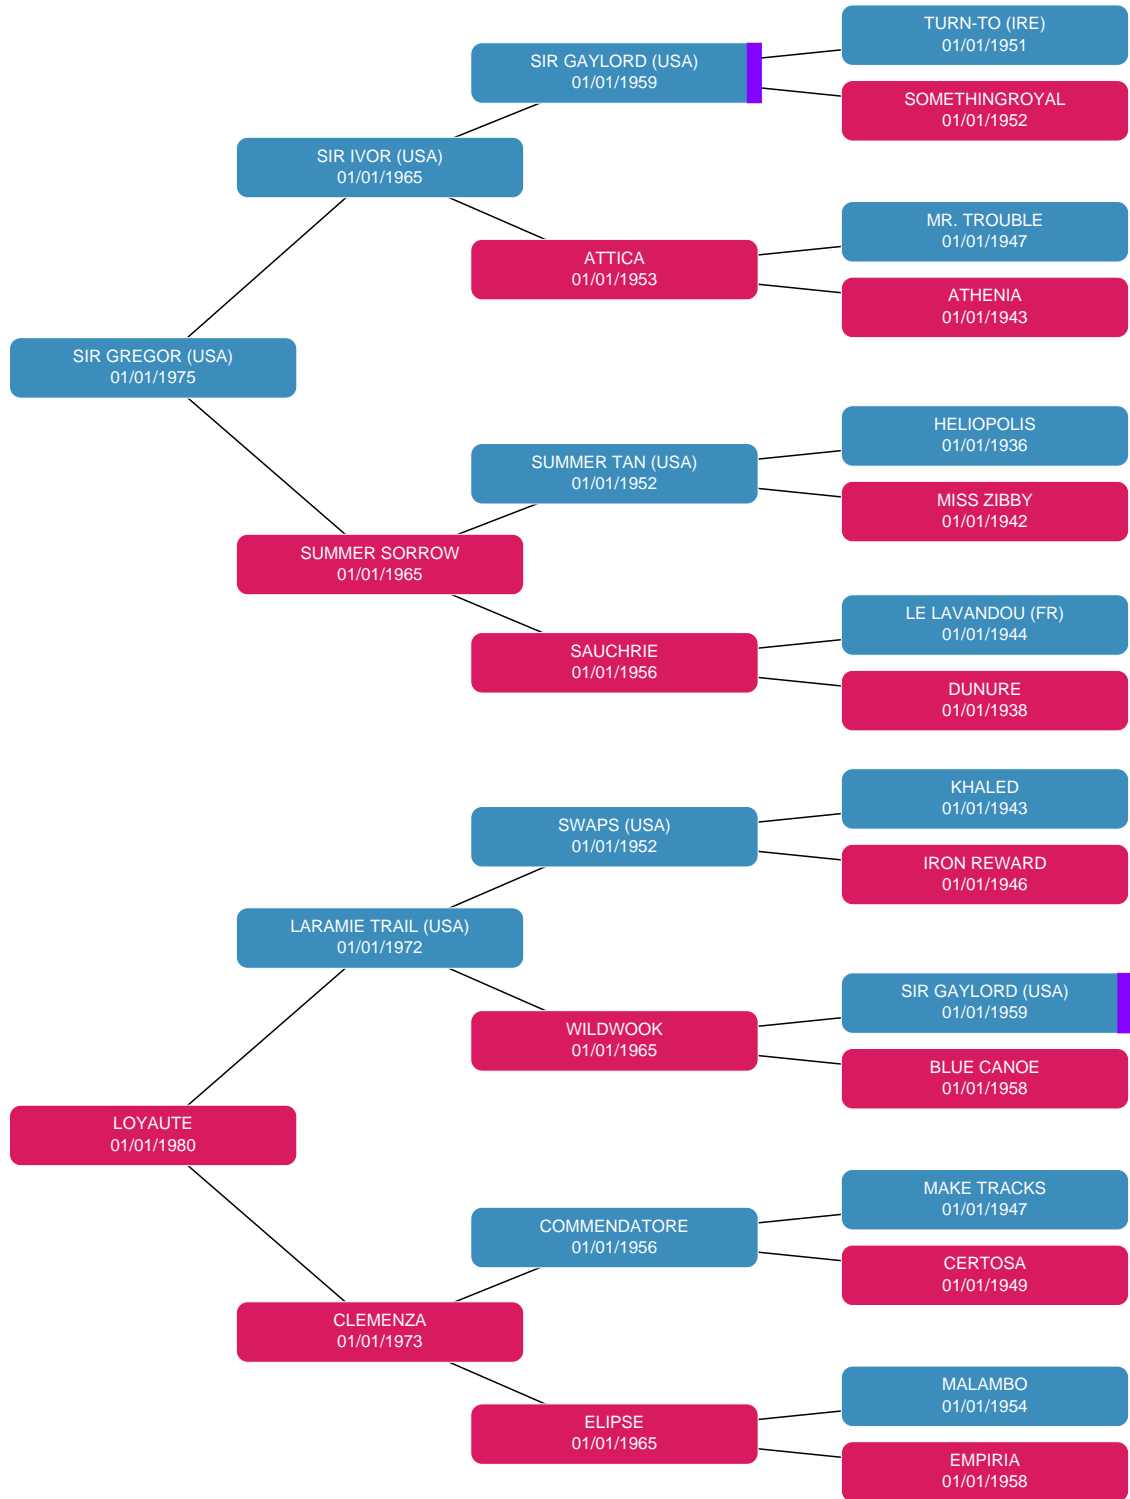 TURN-TO (IRE)
01/01/1951
SIR GAYLORD (USA)
01/01/1959
SOMETHINGROYAL
01/01/1952
SIR IVOR (USA)
01/01/1965
MR. TROUBLE
01/01/1947
ATTICA
01/01/1953
ATHENIA
01/01/1943
SIR GREGOR (USA)
01/01/1975
HELIOPOLIS
01/01/1936
SUMMER TAN (USA)
01/01/1952
MISS ZIBBY
01/01/1942
SUMMER SORROW
01/01/1965
LE LAVANDOU (FR)
01/01/1944
SAUCHRIE
01/01/1956
DUNURE
01/01/1938
KHALED
01/01/1943
SWAPS (USA)
01/01/1952
IRON REWARD
01/01/1946
LARAMIE TRAIL (USA)
01/01/1972
SIR GAYLORD (USA)
01/01/1959
WILDWOOK
01/01/1965
BLUE CANOE
01/01/1958
LOYAUTE
01/01/1980
MAKE TRACKS
01/01/1947
COMMENDATORE
01/01/1956
CERTOSA
01/01/1949
CLEMENZA
01/01/1973
MALAMBO
01/01/1954
ELIPSE
01/01/1965
EMPIRIA
01/01/1958